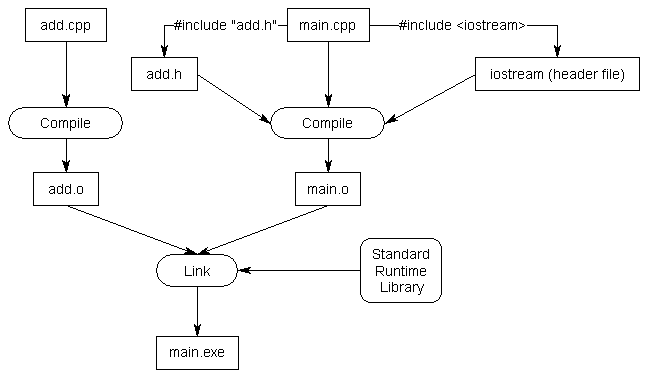 add.cpp
#include "add.h"
main.cpp
#include <iostream>
add.h
iostream (header file)
Compile
Compile
add.o
main.o
Standard
Runtime
Library
Link
main.exe